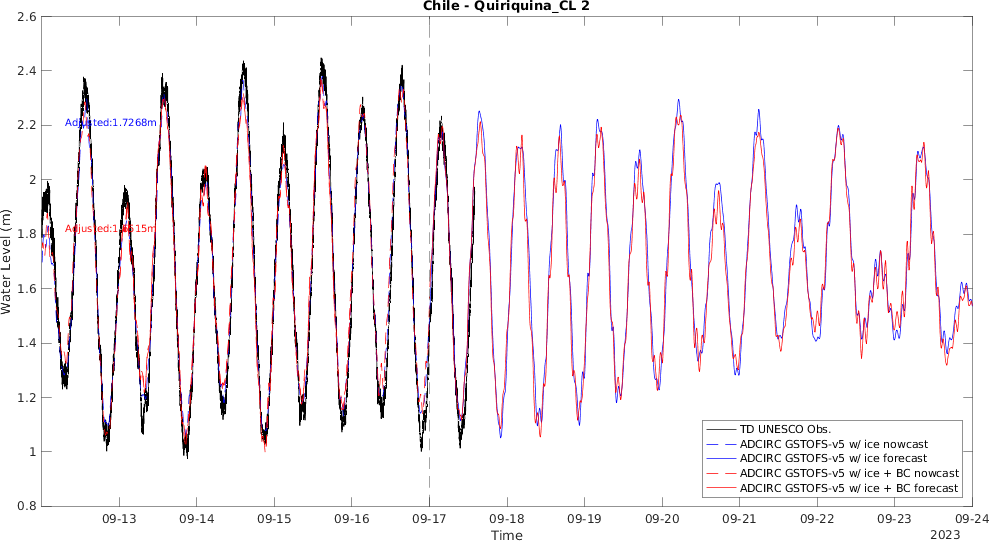 Chile - Quiriquina_CL 2
2.6
2.4
2.2
2
1.8
1.6
1.4
1.2
1
0.8
Water Level (m)
Adjusted:1.7268m
09-13
09-14
09-15
09-16
09-17
09-18
09-19
09-20
09-21
09-22
09-23
09-24
2023
Time
TD UNESCO Obs.
ADCIRC GSTOFS-v5 w/ ice nowcast
ADCIRC GSTOFS-v5 w/ ice forecast
ADCIRC GSTOFS-v5 w/ ice + BC nowcast
ADCIRC GSTOFS-v5 w/ ice + BC forecast